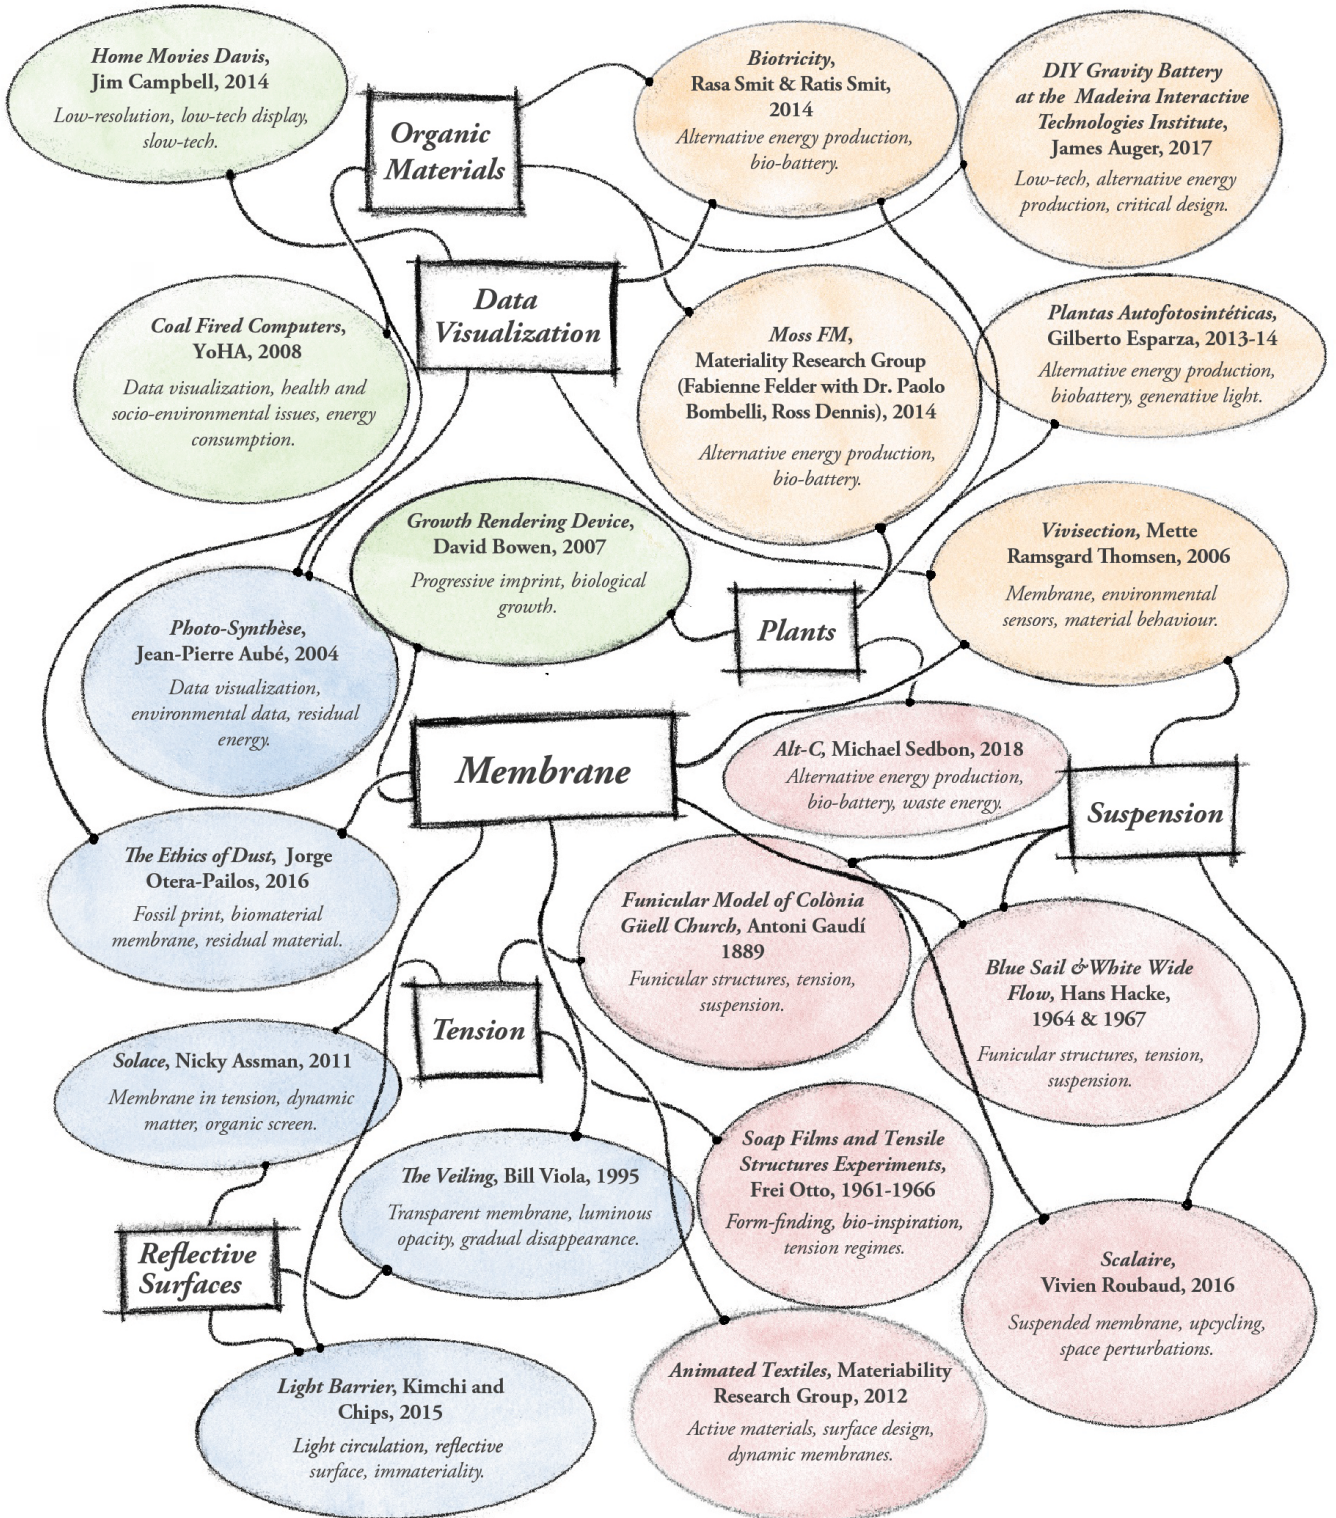 Home Movies Davis,
Jim Campbell, 2014
Low-resolution, low-tech display,
slow-tech.
Organic
Materials
Biotricity,
Rasa Smit & Ratis Smit,
2014
Alternative energy production,
bio-battery.
DIY Gravity Battery
at the Madeira Interactive
Technologies Institute,
James Auger, 2017
Low-tech, alternative energy
production, critical design.
Data
Visualization
Coal Fired Computers,
YoHA, 2008
Data visualization, health and
socio-environmental issues, energy
consumption.
Moss FM,
Materiality Research Group
(Fabienne Felder with Dr. Paolo
Bombelli, Ross Dennis), 2014
Alternative energy production,
bio-battery.
Plantas Autofotosintéticas,
Gilberto Esparza, 2013-14
Alternative energy production,
biobattery, generative light.
Growth Rendering Device,
David Bowen, 2007
Progressive imprint, biological
growth.
Vivisection, Mette
Ramsgard Thomsen, 2006
Membrane, environmental
sensors, material behaviour.
Plants
Photo-Synthèse,
Jean-Pierre Aubé, 2004
Data visualization,
environmental data, residual
energy.
Membrane
Alt-C, Michael Sedbon, 2018
Alternative energy production,
bio-battery, waste energy.
Suspension
The Ethics of Dust, Jorge
Otera-Pailos, 2016
Fossil print, biomaterial
membrane, residual material.
Funicular Model of Colònia
Güell Church, Antoni Gaudí
1889
Funicular structures, tension,
suspension.
Blue Sail & White Wide
Flow, Hans Hacke,
1964 & 1967
Funicular structures, tension,
suspension.
Tension
Solace, Nicky Assman, 2011
Membrane in tension, dynamic
matter, organic screen.
The Veiling, Bill Viola, 1995
Transparent membrane, luminous
opacity, gradual disappearance.
Soap Films and Tensile
Structures Experiments,
Frei Otto, 1961-1966
Form-finding, bio-inspiration,
tension regimes.
Reflective
Surfaces
Scalaire,
Vivien Roubaud, 2016
Suspended membrane, upcycling,
space perturbations.
Light Barrier, Kimchi and
Chips, 2015
Light circulation, reflective
surface, immateriality.
Animated Textiles, Materiability
Research Group, 2012
Active materials, surface design,
dynamic membranes.